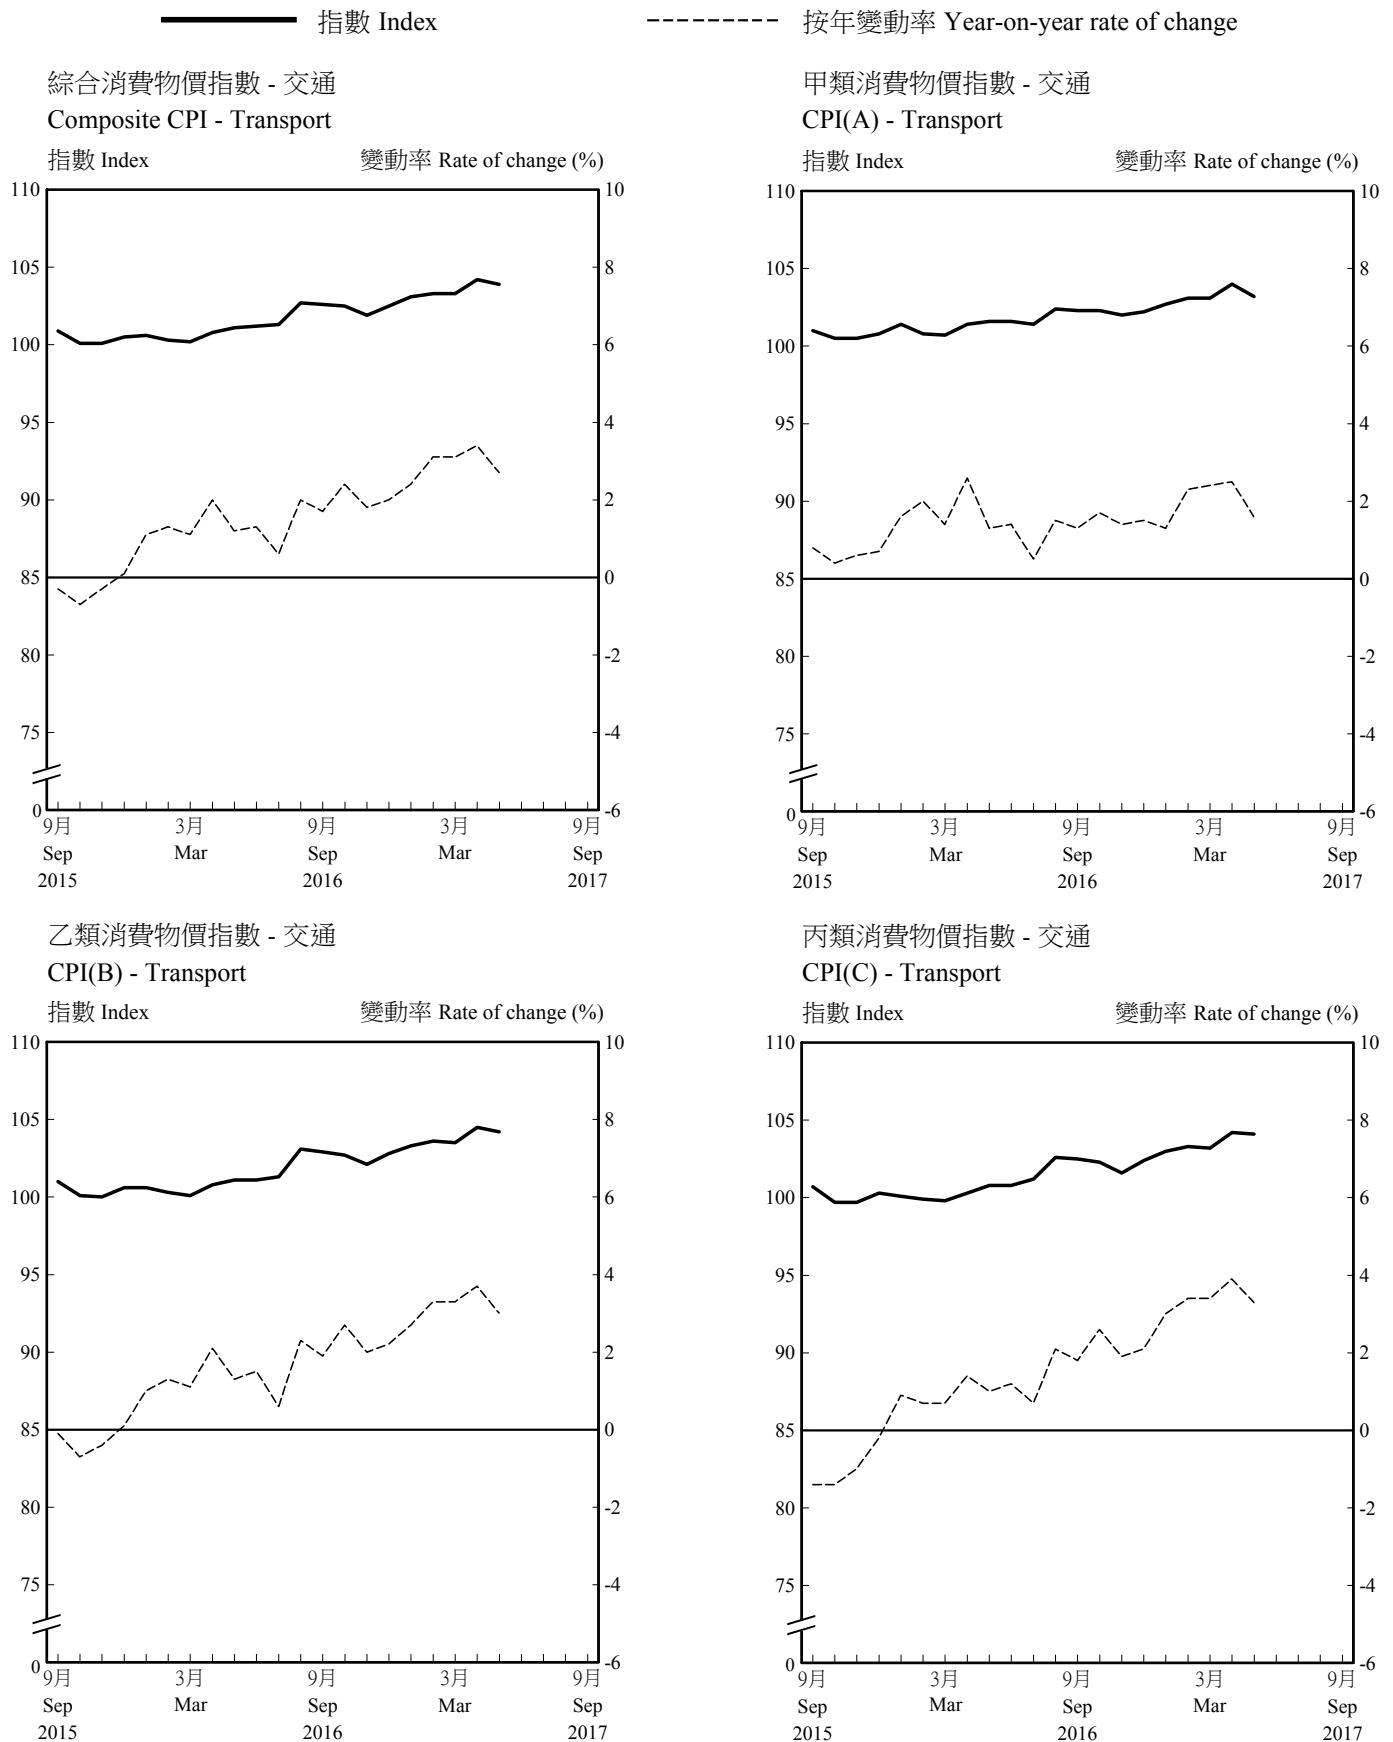 指數 Index
按年變動率 Year-on-year rate of change
綜合消費物價指數 - 交通
Composite CPI - Transport
指數 Index 變動率 Rate of change (%)
110 10
105 8
100 6
95 4
90 2
85 0
80 -2
75 -4
0 -6
9月 3月 9月 3月 9月
Sep Mar Sep Mar Sep
2015 2016 2017
甲類消費物價指數 - 交通
CPI(A) - Transport
指數 Index 變動率 Rate of change (%)
110 10
105 8
100 6
95 4
90 2
85 0
80 -2
75 -4
0 -6
9月 3月 9月 3月 9月
Sep Mar Sep Mar Sep
2015 2016 2017
乙類消費物價指數 - 交通
CPI(B) - Transport
指數 Index 變動率 Rate of change (%)
110 10
105 8
100 6
95 4
90 2
85 0
80 -2
75 -4
0 -6
9月 3月 9月 3月 9月
Sep Mar Sep Mar Sep
2015 2016 2017
丙類消費物價指數 - 交通
CPI(C) - Transport
指數 Index 變動率 Rate of change (%)
110 10
105 8
100 6
95 4
90 2
85 0
80 -2
75 -4
0 -6
9月 3月 9月 3月 9月
Sep Mar Sep Mar Sep
2015 2016 2017